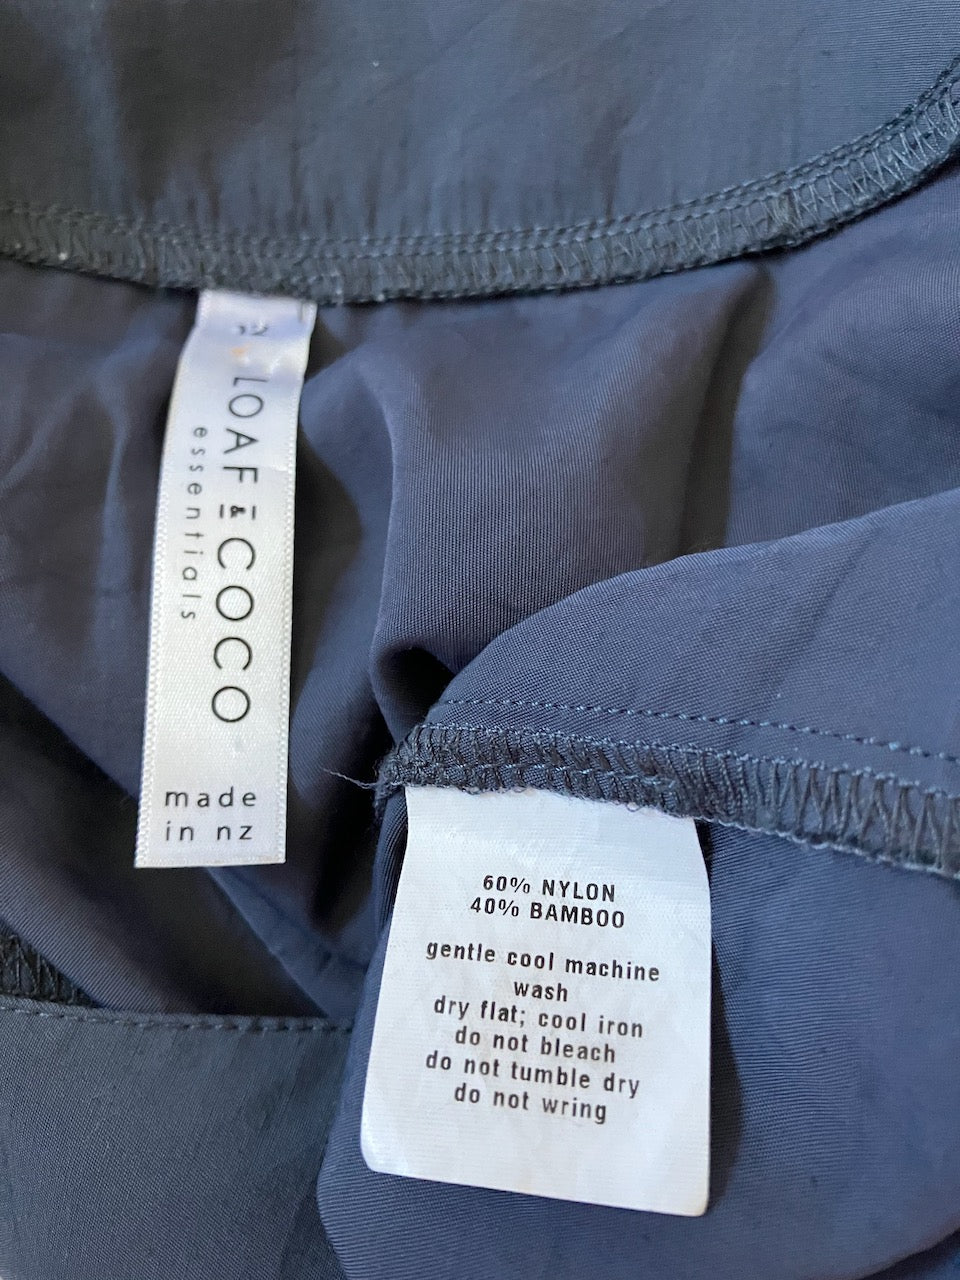 LOAF & COCO
essentials
made
in nz
60% NYLON
40% BAMBOO
gentle cool machine
wash
dry flat; cool iron
do not bleach
do not tumble dry
do not wring